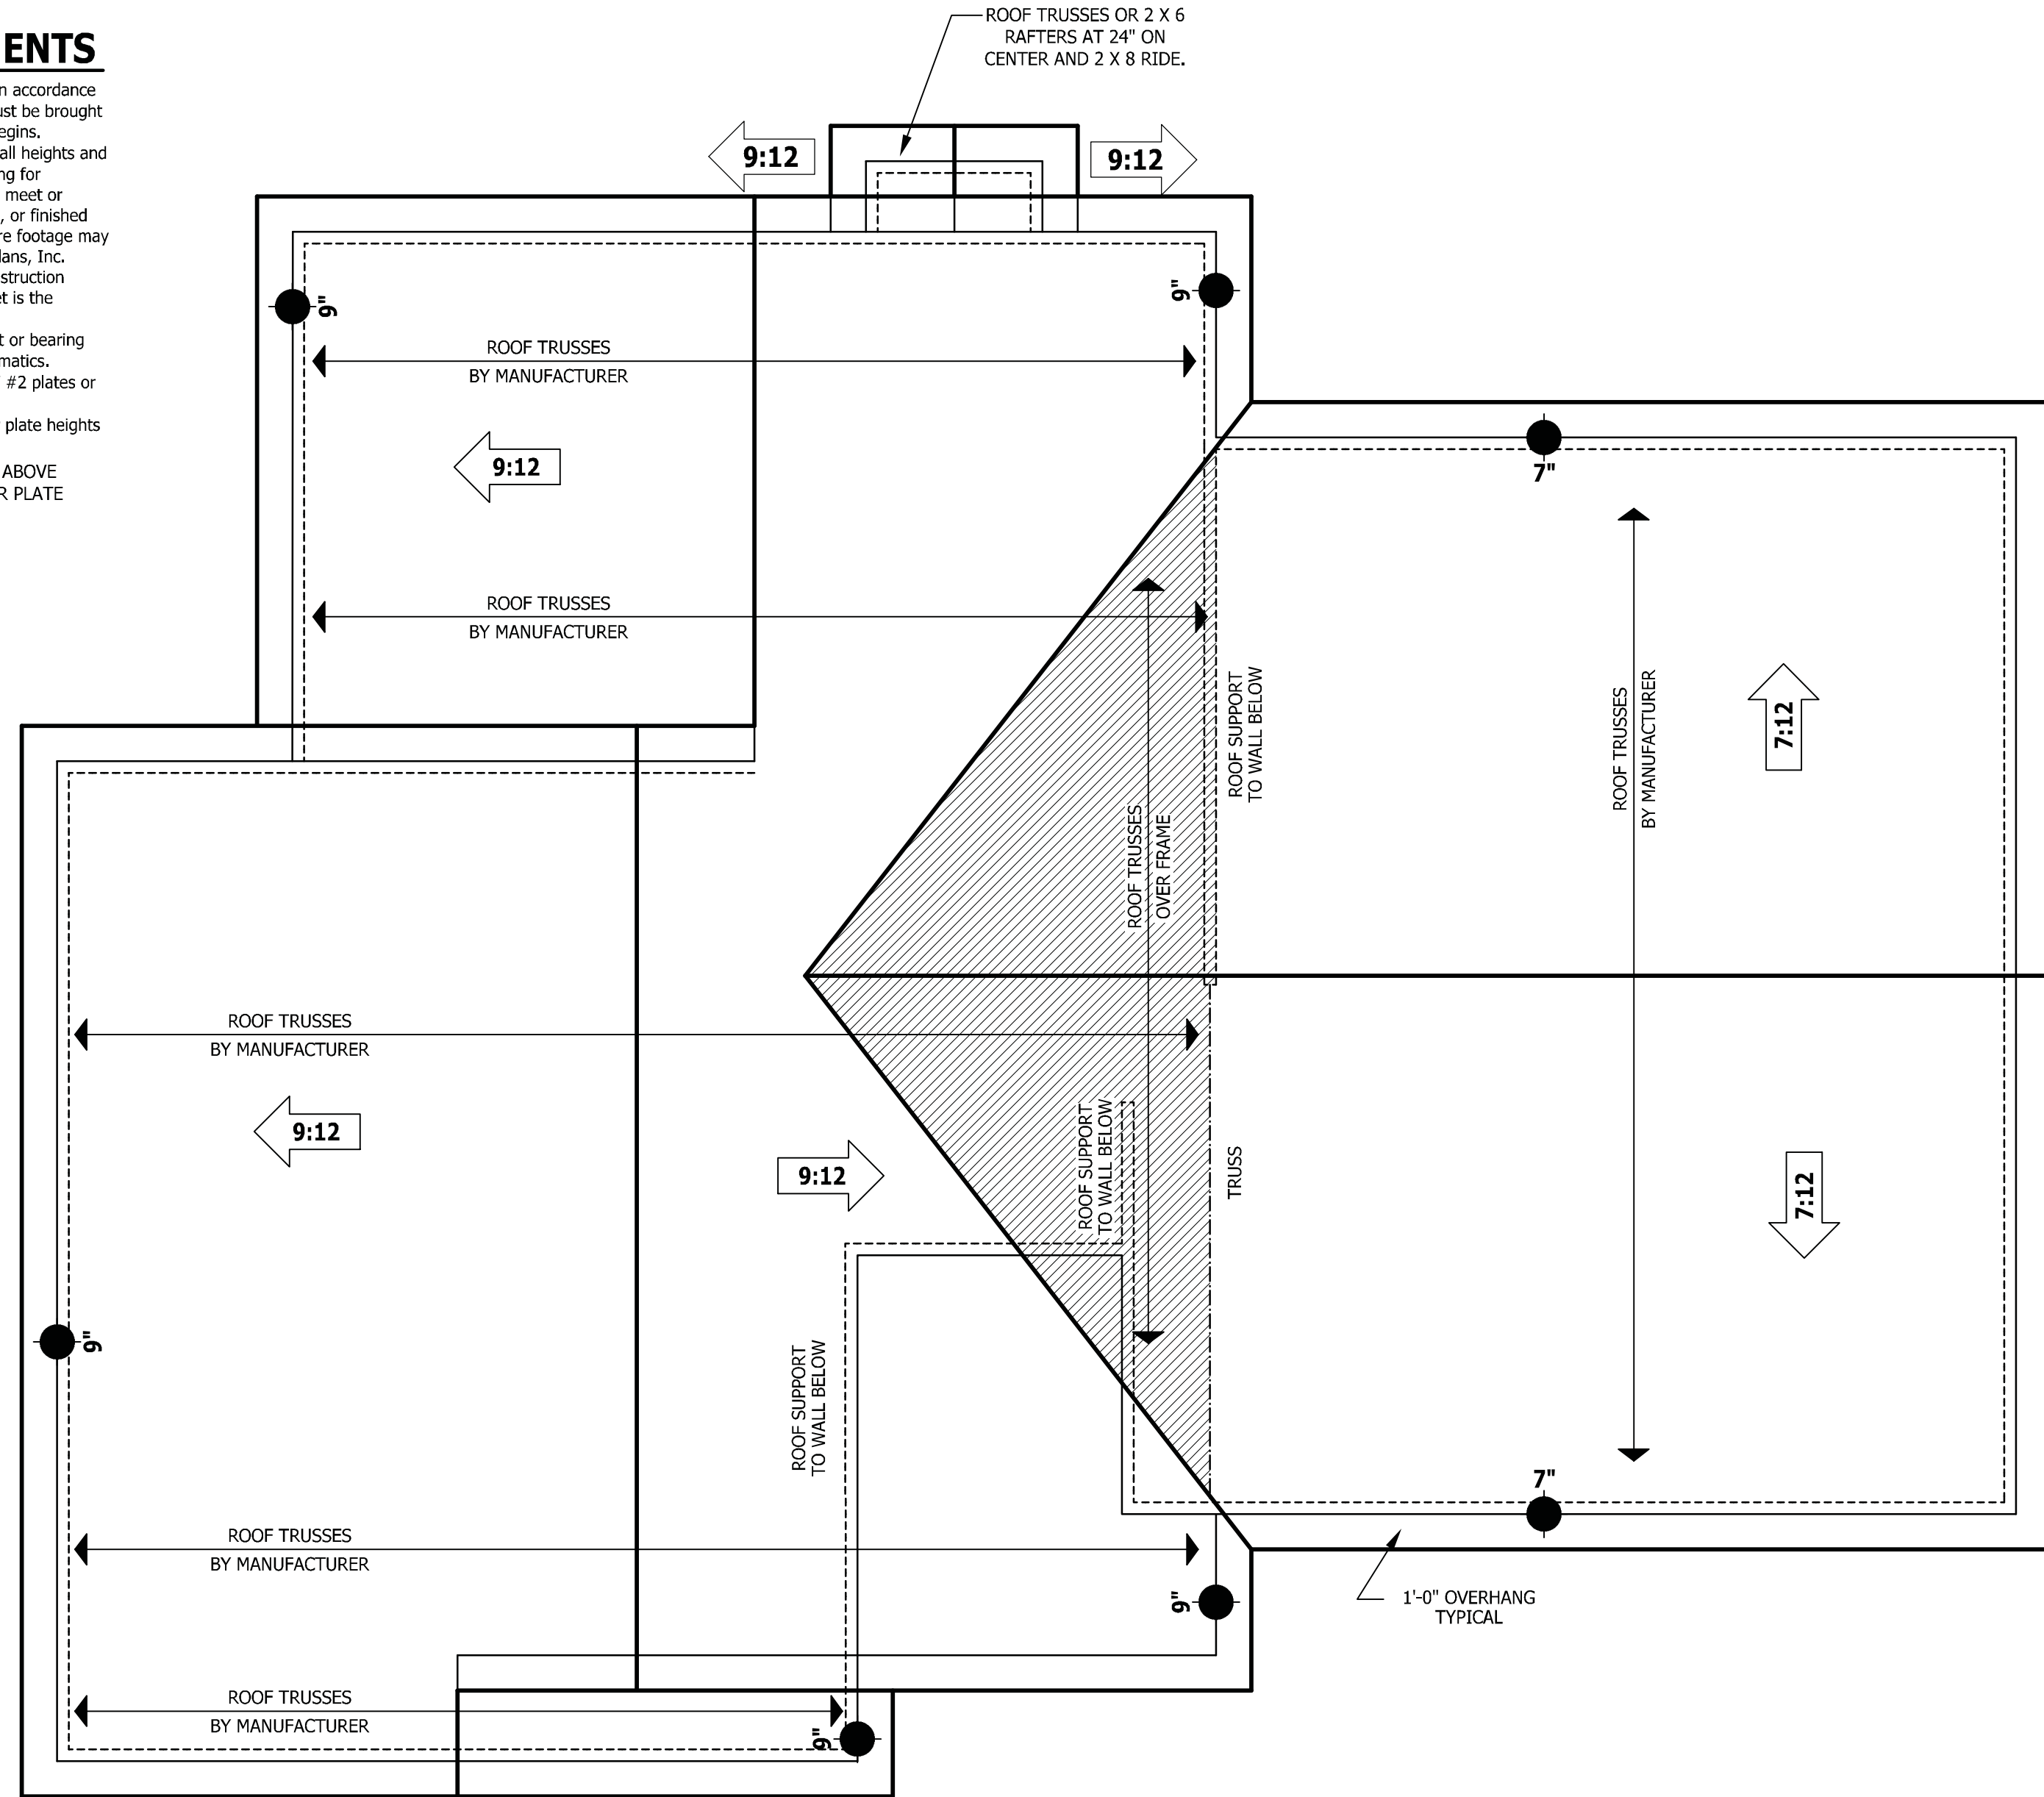 ENTS
n accordance
ust be brought
egins.
all heights and
ng for
meet or
, or finished
re footage may
lans, Inc.
struction
et is the
t or bearing
matics.
#2 plates or
plate heights
ABOVE
R PLATE
ROOF TRUSSES OR 2 X 6
RAFTERS AT 24" ON
CENTER AND 2 X 8 RIDE.
9:12
9:12
9"
9"
ROOF TRUSSES
BY MANUFACTURER
9:12
7"
ROOF TRUSSES
BY MANUFACTURER
ROOF SUPPORT
TO WALL BELOW
ROOF TRUSSES
BY MANUFACTURER
7:12
ROOF TRUSSES
OVER FRAME
ROOF TRUSSES
BY MANUFACTURER
9:12
9:12
ROOF SUPPORT
TO WALL BELOW
TRUSS
7:12
9"
ROOF SUPPORT
TO WALL BELOW
7"
ROOF TRUSSES
BY MANUFACTURER
9"
1'-0" OVERHANG
TYPICAL
ROOF TRUSSES
BY MANUFACTURER
9"